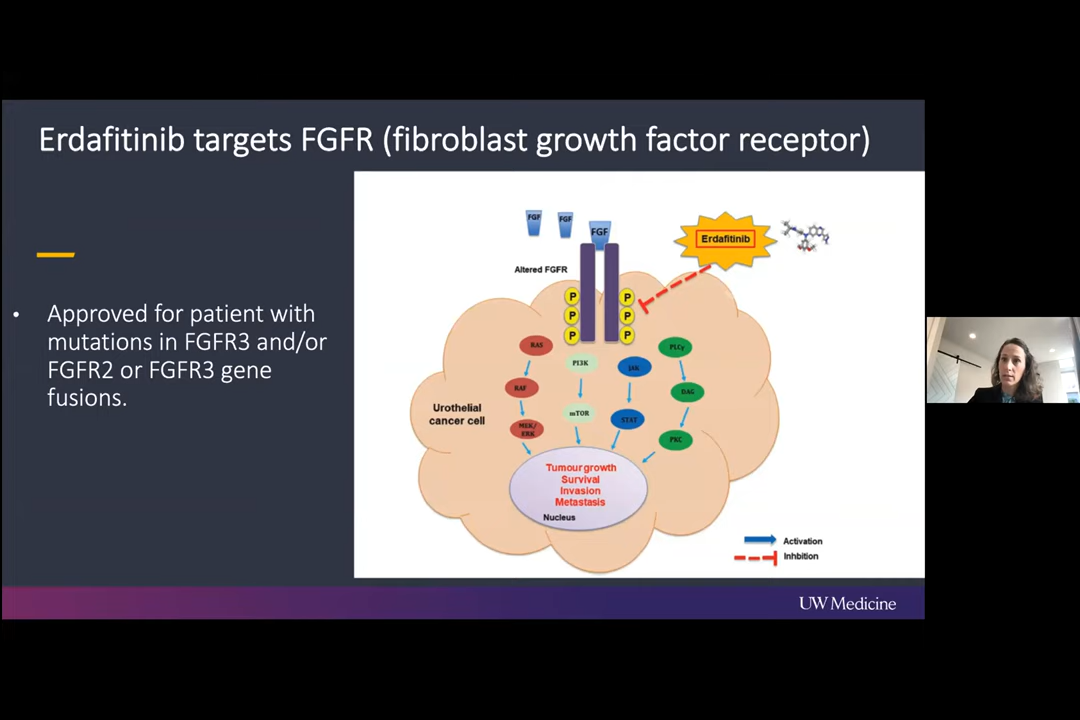 Erdafitinib targets FGFR (fibroblast growth factor receptor)
• Approved for patient with
mutations in FGFR3 and/or
FGFR2 or FGFR3 gene
fusions.
FGF
FGF
FGF
Erdafitinib
Altered FGFR
P P
P P
P P
RAS
PI3K
JAK
PLCγ
RAF
mTOR
STAT
DAG
MEK/
ERK
PKC
Urothelial
cancer cell
Tumour growth
Survival
Invasion
Metastasis
Nucleus
Activation
Inhbition
UW Medicine